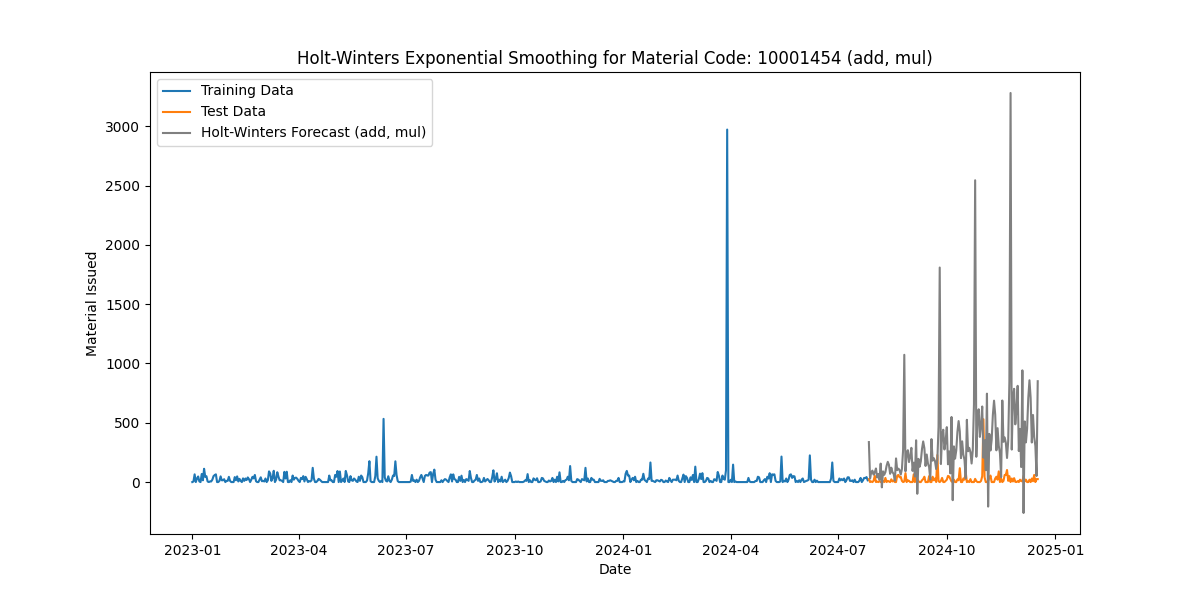 Holt-Winters Exponential Smoothing for Material Code: 10001454 (add, mul)
Training Data
Test Data
Holt-Winters Forecast (add, mul)
Material Issued
3000
2500
2000
1500
1000
500
0
2023-01 2023-04 2023-07 2023-10 2024-01 2024-04 2024-07 2024-10 2025-01
Date